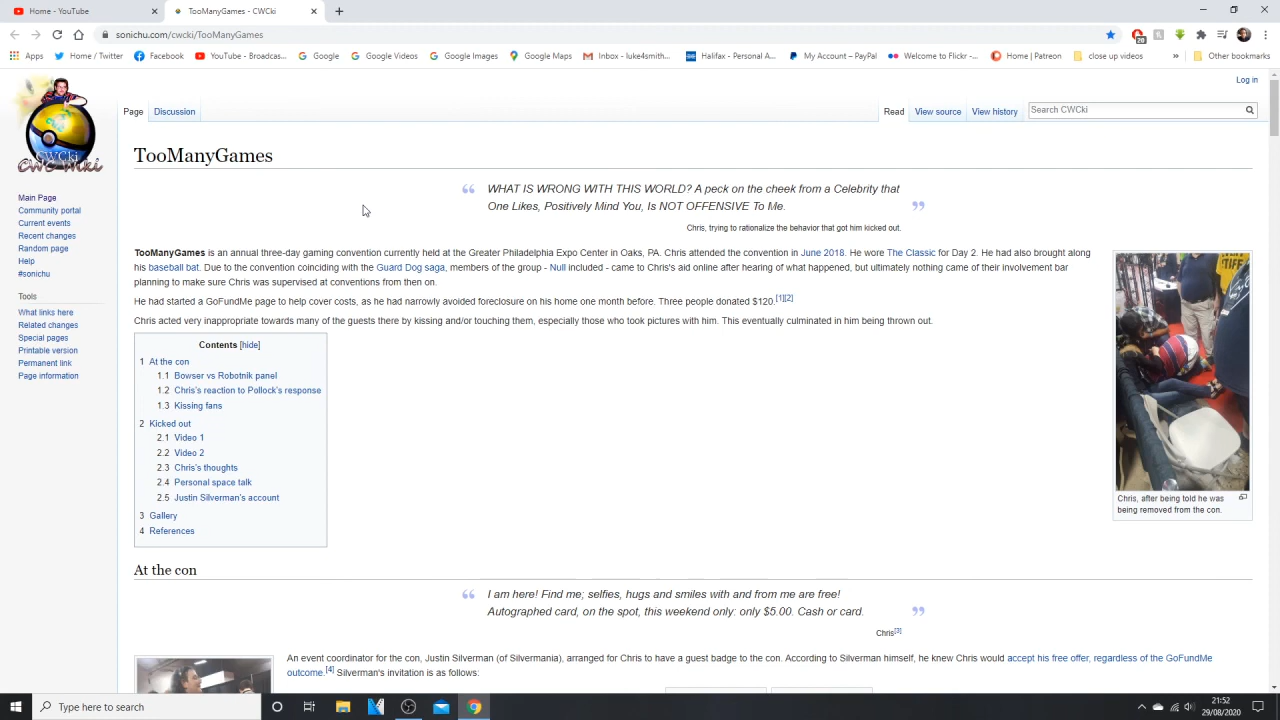 Home - YouTube
TooManyGames - CWCki
sonichu.com/cwcki/TooManyGames
20
Apps
Home / Twitter
Facebook
YouTube - Broadcas...
Google
Google Videos
Google Images
Google Maps
Inbox - luke4smith...
Halifax - Personal A...
My Account – PayPal
Welcome to Flickr -...
Home | Patreon
close up videos
»
Other bookmarks
CWCki
CWC Wiki
Log in
Page
Discussion
Read
View source
View history
Search CWCki
Main Page
Community portal
Current events
Recent changes
Random page
Help
#sonichu
Tools
What links here
Related changes
Special pages
Printable version
Permanent link
Page information
TooManyGames
“ WHAT IS WRONG WITH THIS WORLD? A peck on the cheek from a Celebrity that
One Likes, Positively Mind You, Is NOT OFFENSIVE To Me. ”
Chris, trying to rationalize the behavior that got him kicked out.
TooManyGames is an annual three-day gaming convention currently held at the Greater Philadelphia Expo Center in Oaks, PA. Chris attended the convention in June 2018. He wore The Classic for Day 2. He had also brought along
his baseball bat. Due to the convention coinciding with the Guard Dog saga, members of the group - Null included - came to Chris's aid online after hearing of what happened, but ultimately nothing came of their involvement bar
planning to make sure Chris was supervised at conventions from then on.
He had started a GoFundMe page to help cover costs, as he had narrowly avoided foreclosure on his home one month before. Three people donated $120.[1][2]
Chris acted very inappropriate towards many of the guests there by kissing and/or touching them, especially those who took pictures with him. This eventually culminated in him being thrown out.
Contents [hide]
1 At the con
1.1 Bowser vs Robotnik panel
1.2 Chris's reaction to Pollock's response
1.3 Kissing fans
2 Kicked out
2.1 Video 1
2.2 Video 2
2.3 Chris's thoughts
2.4 Personal space talk
2.5 Justin Silverman's account
3 Gallery
4 References
Chris, after being told he was
being removed from the con.
At the con
“ I am here! Find me; selfies, hugs and smiles with and from me are free!
Autographed card, on the spot, this weekend only: only $5.00. Cash or card. ”
Chris[3]
An event coordinator for the con, Justin Silverman (of Silvermania), arranged for Chris to have a guest badge to the con. According to Silverman himself, he knew Chris would accept his free offer, regardless of the GoFundMe
outcome.[4] Silverman's invitation is as follows:
Type here to search
21:52
29/08/2020